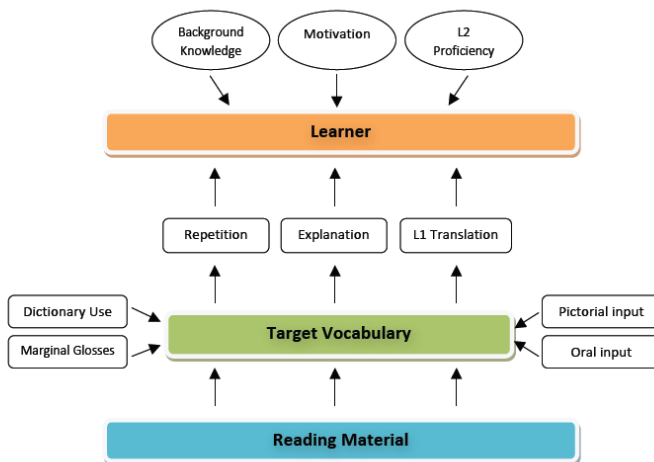 Background
Knowledge
Motivation
L2
Proficiency
Learner
Repetition
Explanation
L1 Translation
Dictionary Use
Marginal Glosses
Target Vocabulary
Pictorial input
Oral input
Reading Material